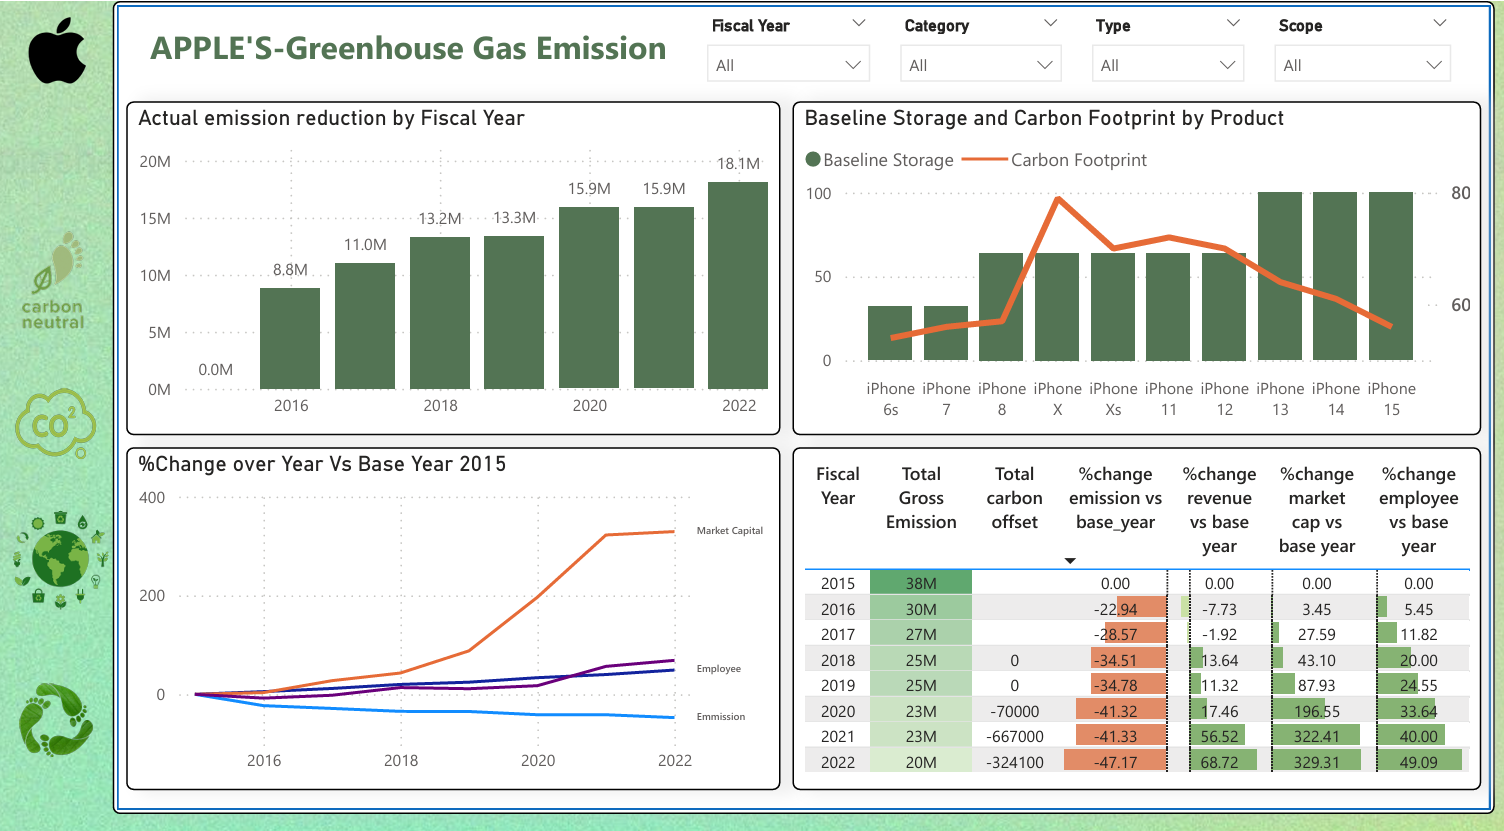 APPLE'S-Greenhouse Gas Emission
Fiscal Year
All
Category
All
Type
All
Scope
All
carbon
neutral
CO2
Actual emission reduction by Fiscal Year
20M
15M
10M
5M
0M
0.0M
8.8M
11.0M
13.2M
13.3M
15.9M
15.9M
18.1M
2016 2018 2020 2022
Baseline Storage and Carbon Footprint by Product
Baseline Storage Carbon Footprint
100
50
0
80
60
iPhone 6s
iPhone 7
iPhone 8
iPhone X
iPhone Xs
iPhone 11
iPhone 12
iPhone 13
iPhone 14
iPhone 15
%Change over Year Vs Base Year 2015
400
200
0
Market Capital
Employee
Emmission
2016 2018 2020 2022
Fiscal Year
Total Gross Emission
Total carbon offset
%change emission vs base_year
%change revenue vs base year
%change market cap vs base year
%change employee vs base year
2015 38M 0.00 0.00 0.00 0.00
2016 30M -22.94 -7.73 3.45 5.45
2017 27M -28.57 -1.92 27.59 11.82
2018 25M 0 -34.51 13.64 43.10 20.00
2019 25M 0 -34.78 11.32 87.93 24.55
2020 23M -70000 -41.32 17.46 196.55 33.64
2021 23M -667000 -41.33 56.52 322.41 40.00
2022 20M -324100 -47.17 68.72 329.31 49.09